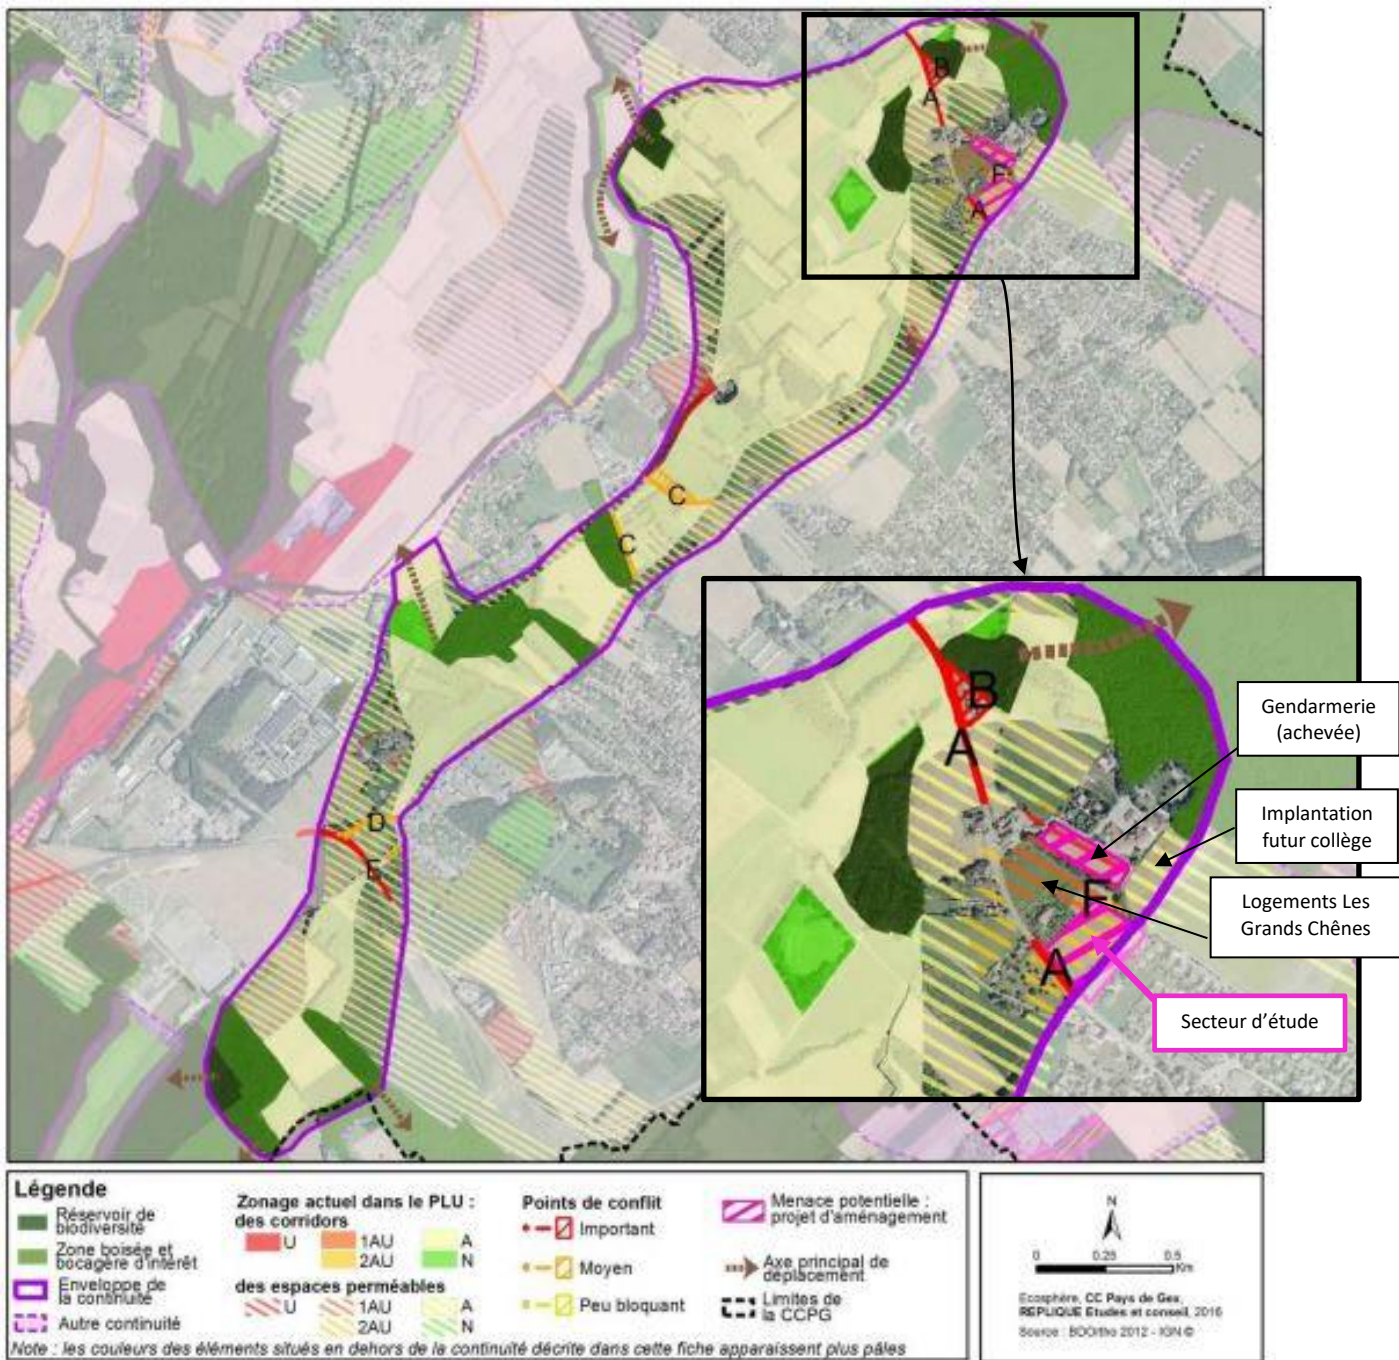 B
A
F
A
C
C
D
E
B
A
F
A
Gendarmerie
(achevée)
Implantation
futur collège
Logements Les
Grands Chênes
Secteur d'étude
Légende
Réservoir de
biodiversité
Zone boisée et
bocagère d'intérêt
Enveloppe de
la continuité
Autre continuité
Zonage actuel dans le PLU :
des corridors
U
1AU
2AU
A
N
des espaces perméables
U
1AU
2AU
A
N
Points de conflit
Important
Moyen
Peu bloquant
Menace potentielle :
projet d'aménagement
Axe principal de
déplacement
Limites de
la CCPG
Note : les couleurs des éléments situés en dehors de la continuité décrite dans cette fiche apparaissent plus pâles
N
0 0.25 0.5
Km
Ecosphère, CC Pays de Gex,
REPLIQUE Etudes et conseil, 2016
Source : BDOrtho 2012 - IGN ©